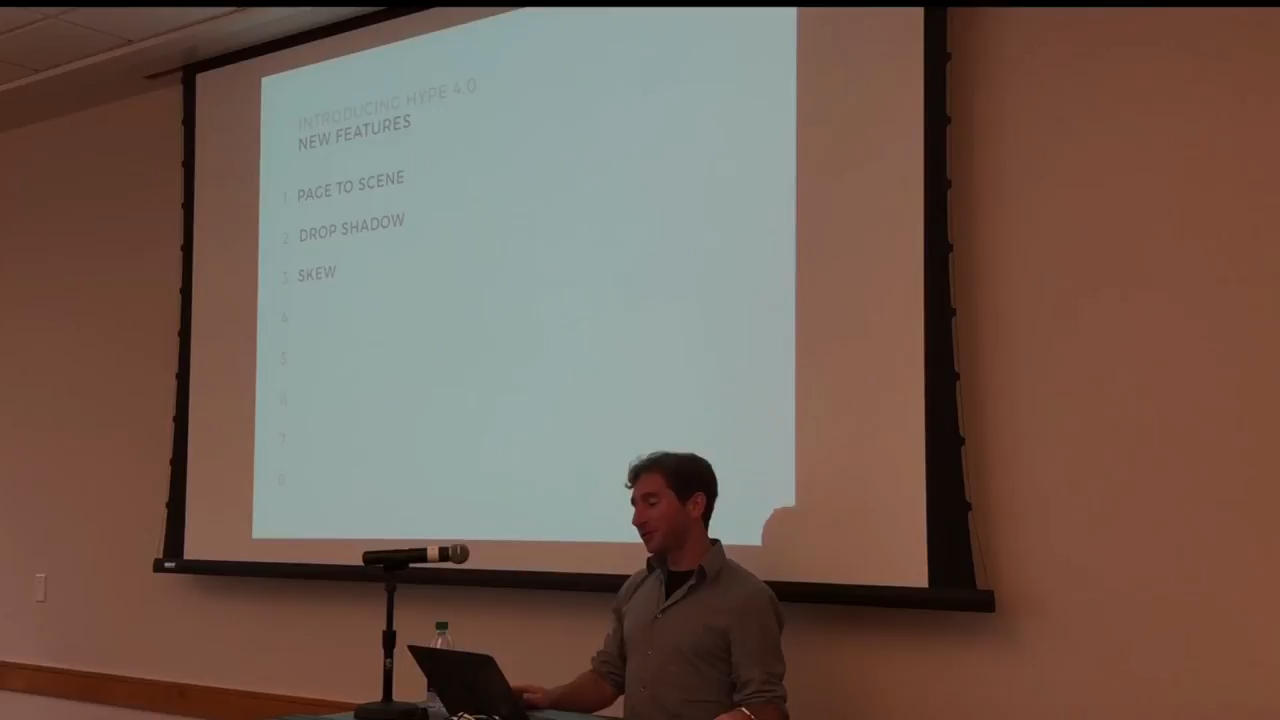 INTRODUCING HYPE 4.0
NEW FEATURES
1 PAGE TO SCENE
2 DROP SHADOW
3 SKEW
4
5
6
7
8